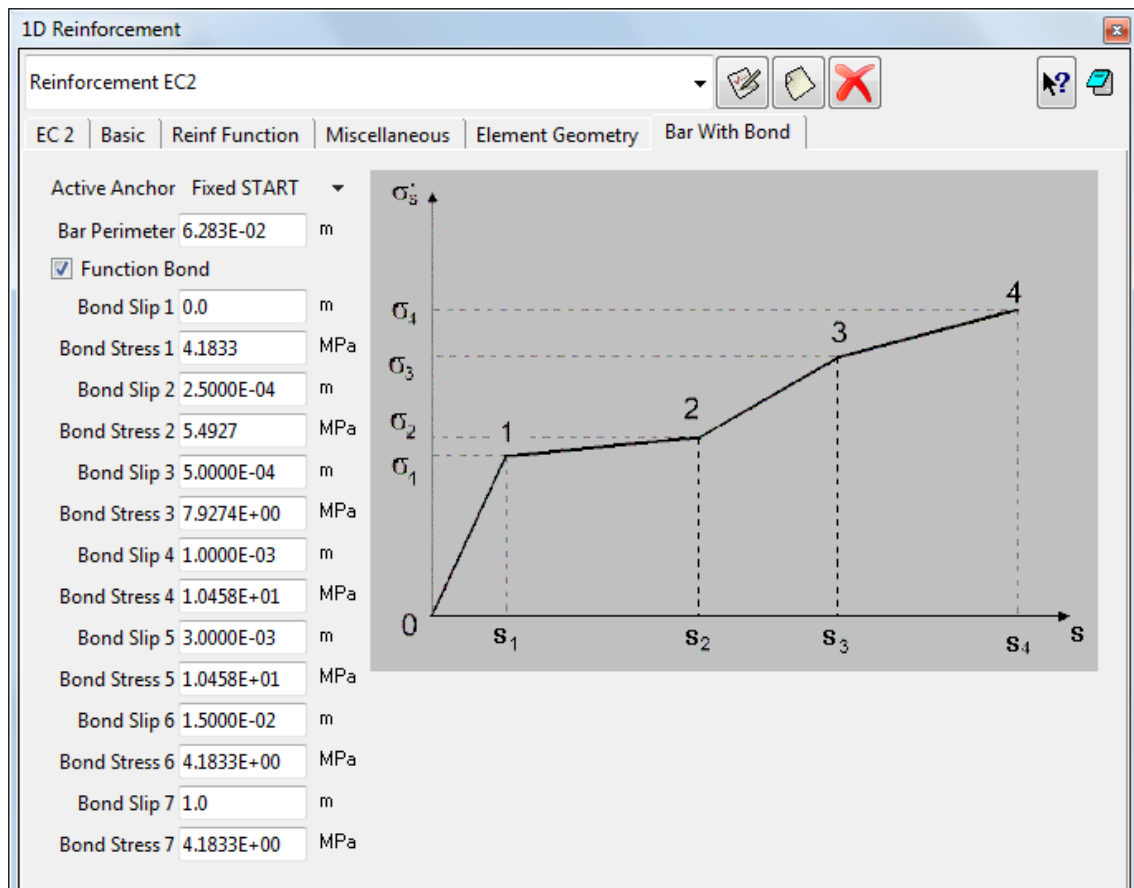 1D Reinforcement
Reinforcement EC2
EC 2 Basic Reinf Function Miscellaneous Element Geometry Bar With Bond
Active Anchor Fixed START
Bar Perimeter 6.283E-02 m
Function Bond
Bond Slip 1 0.0 m
Bond Stress 1 4.1833 MPa
Bond Slip 2 2.5000E-04 m
Bond Stress 2 5.4927 MPa
Bond Slip 3 5.0000E-04 m
Bond Stress 3 7.9274E+00 MPa
Bond Slip 4 1.0000E-03 m
Bond Stress 4 1.0458E+01 MPa
Bond Slip 5 3.0000E-03 m
Bond Stress 5 1.0458E+01 MPa
Bond Slip 6 1.5000E-02 m
Bond Stress 6 4.1833E+00 MPa
Bond Slip 7 1.0 m
Bond Stress 7 4.1833E+00 MPa
σ's
σ4
σ3
σ2
σ1
1
2
3
4
0
s1 s2 s3 s4 s
?